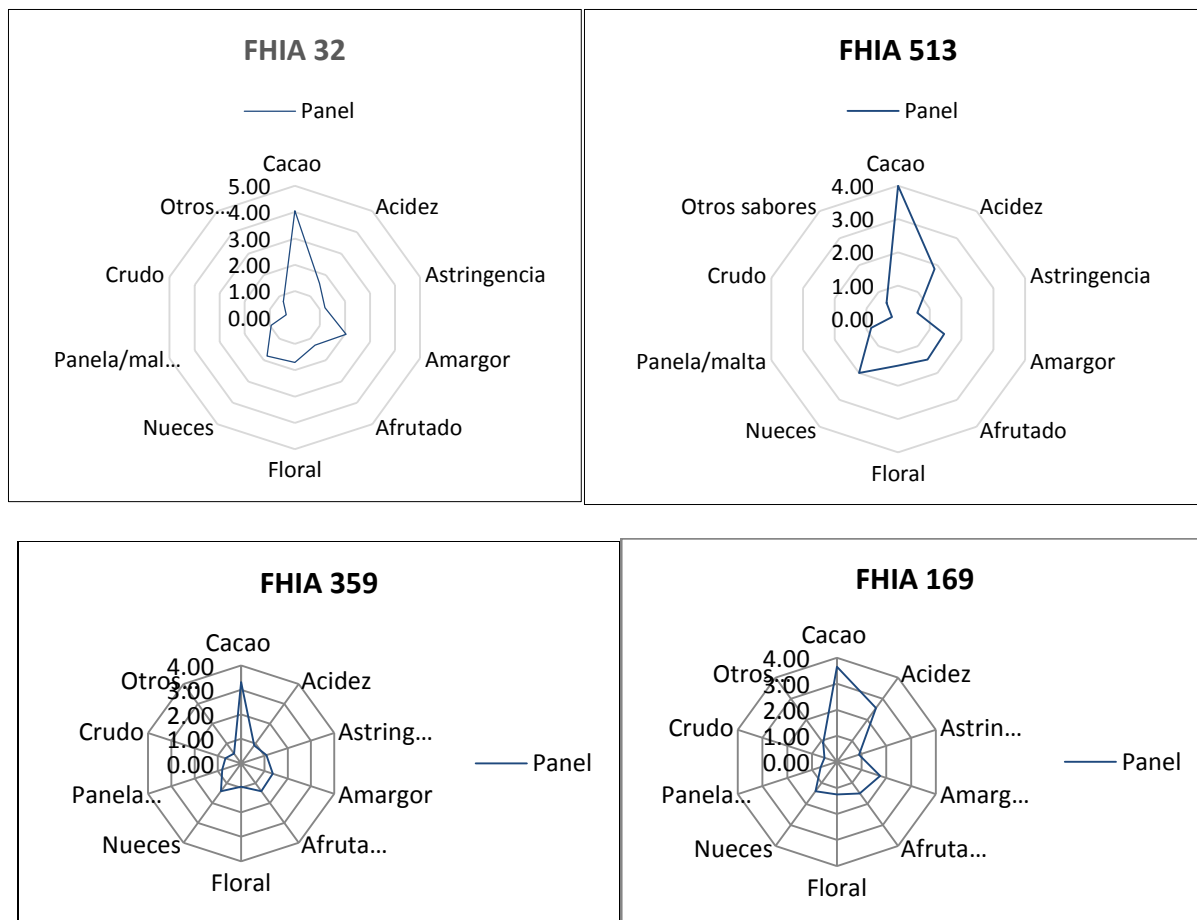 FHIA 32
Panel
Cacao
5.00
Acidez
Otros...
4.00
3.00
Crudo
Astringencia
2.00
1.00
0.00
Panela/mal...
Amargor
Nueces
Afrutado
Floral
FHIA 513
Panel
Cacao
4.00
Otros sabores
Acidez
3.00
Crudo
Astringencia
2.00
1.00
0.00
Panela/malta
Amargor
Nueces
Afrutado
Floral
FHIA 359
Cacao
4.00
Otros...
Acidez
3.00
Crudo
Astring...
2.00
1.00
0.00
Panel
Panela...
Amargor
Nueces
Afruta...
Floral
FHIA 169
Cacao
4.00
Otros...
Acidez
3.00
Crudo
Astrin...
2.00
1.00
0.00
Panel
Panela...
Amarg...
Nueces
Afruta...
Floral